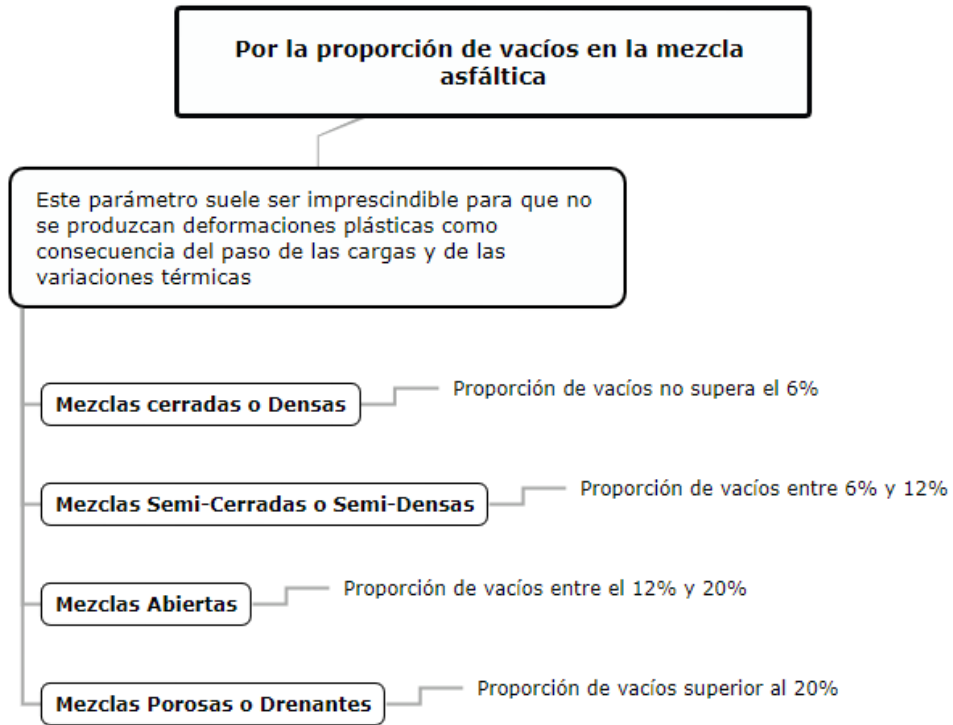 Por la proporción de vacíos en la mezcla
asfáltica
Este parámetro suele ser imprescindible para que no
se produzcan deformaciones plásticas como
consecuencia del paso de las cargas y de las
variaciones térmicas
Mezclas cerradas o Densas
Proporción de vacíos no supera el 6%
Mezclas Semi-Cerradas o Semi-Densas
Proporción de vacíos entre 6% y 12%
Mezclas Abiertas
Proporción de vacíos entre el 12% y 20%
Mezclas Porosas o Drenantes
Proporción de vacíos superior al 20%